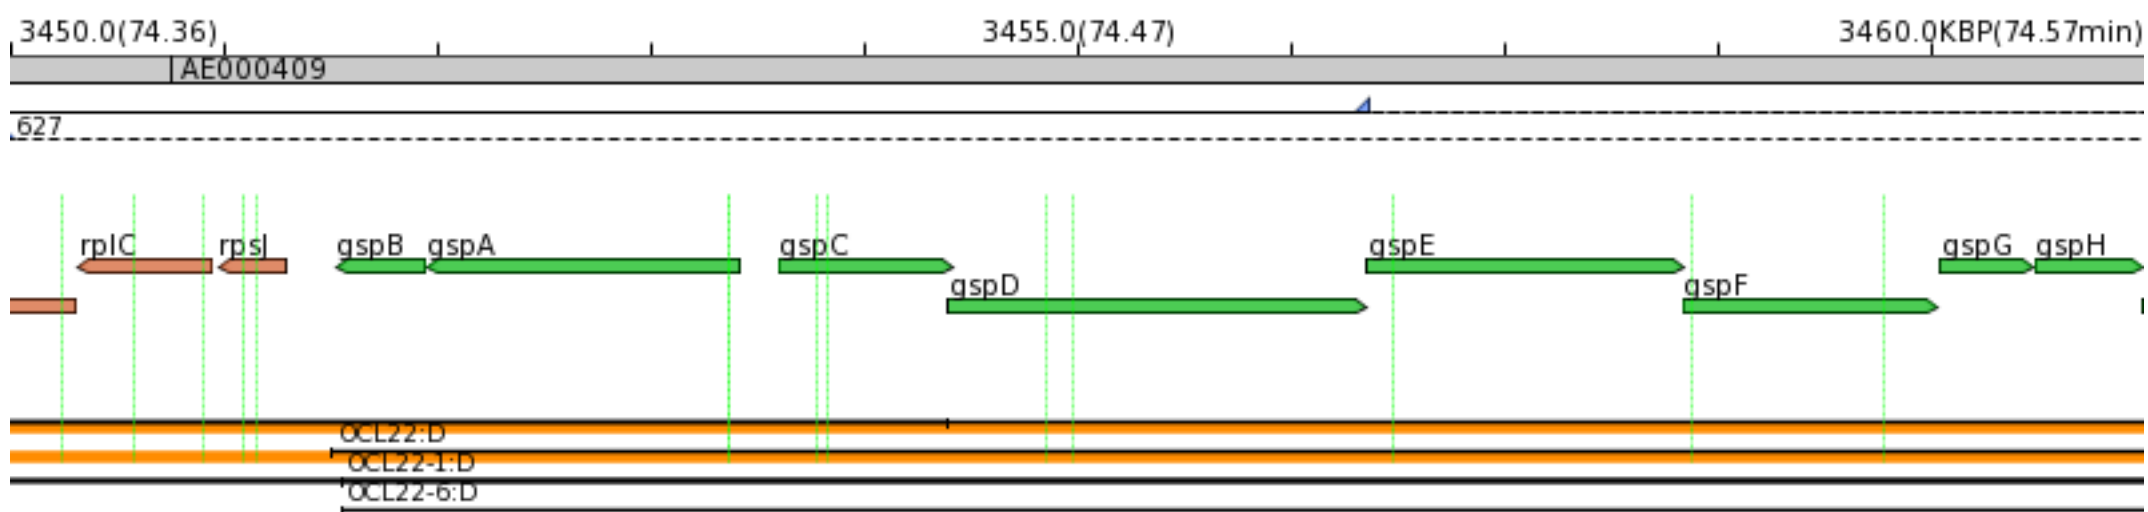 3450.0(74.36) 3455.0(74.47) 3460.0KBP(74.57min)
AE000409
627
rplC rpsJ gspB gspA gspC gspE gspG gspH
gspD gspF
OCL22:D
OCL22-1:D
OCL22-6:D